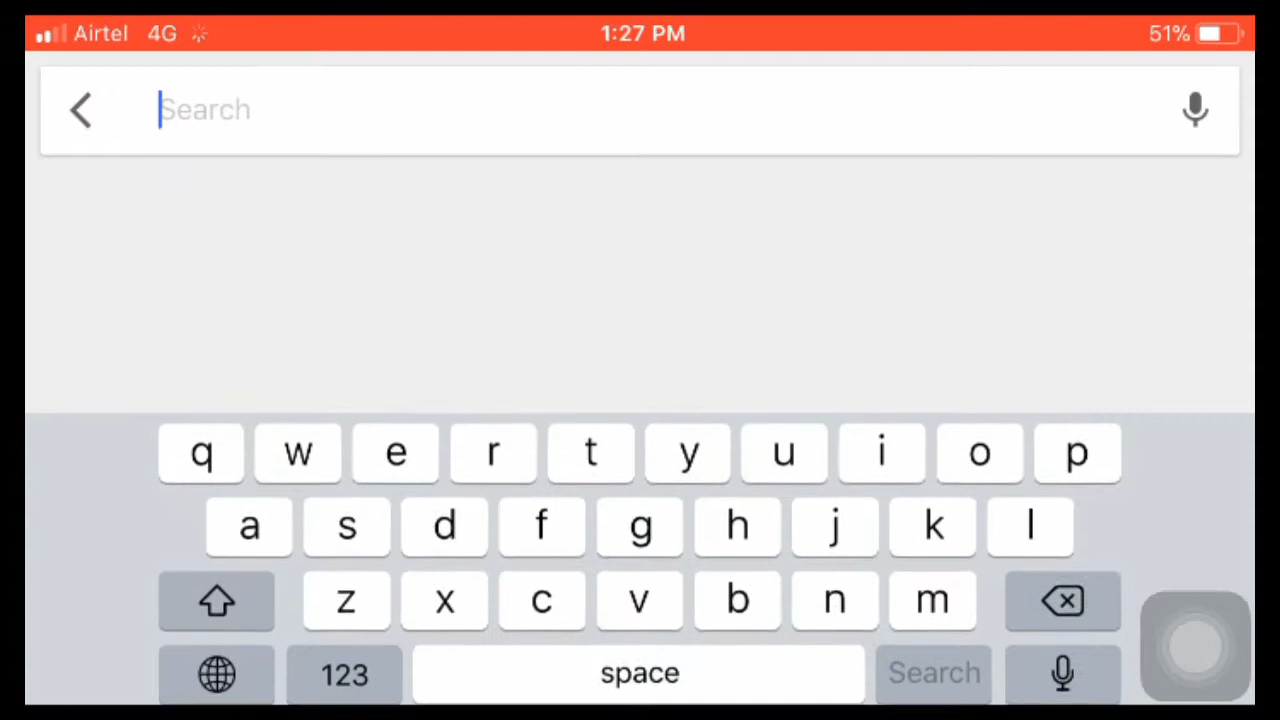 Airtel 4G 1:27 PM 51%
Search
q w e r t y u i o p
a s d f g h j k l
z x c v b n m
123 space Search